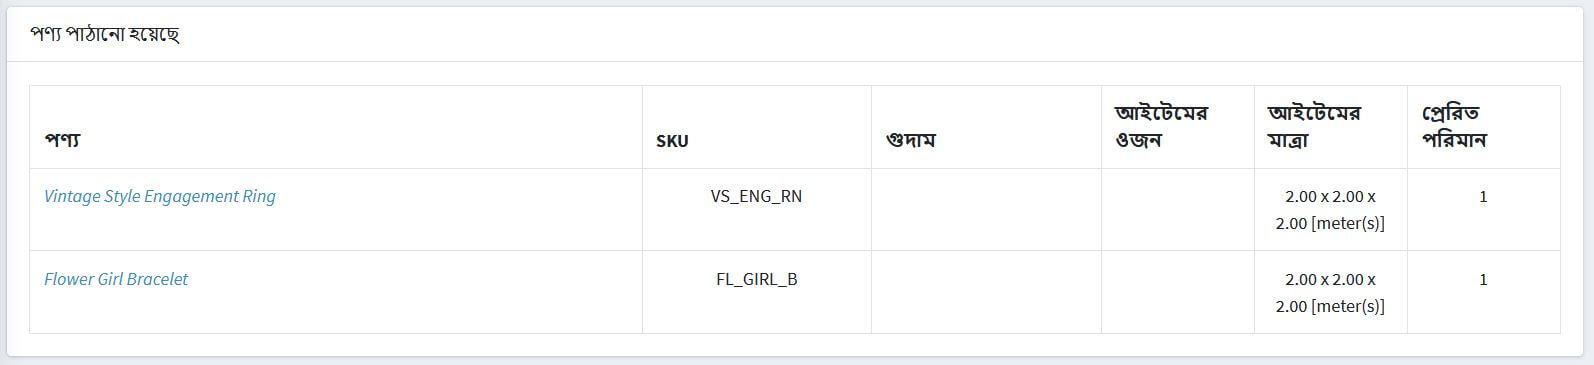 পণ্য পাঠানো হয়েছে
পণ্য SKU গুদাম আইটেমের ওজন আইটেমের মাত্রা প্রেরিত পরিমান
Vintage Style Engagement Ring VS_ENG_RN 2.00 x 2.00 x 1
2.00 [meter(s)]
Flower Girl Bracelet FL_GIRL_B 2.00 x 2.00 x 1
2.00 [meter(s)]